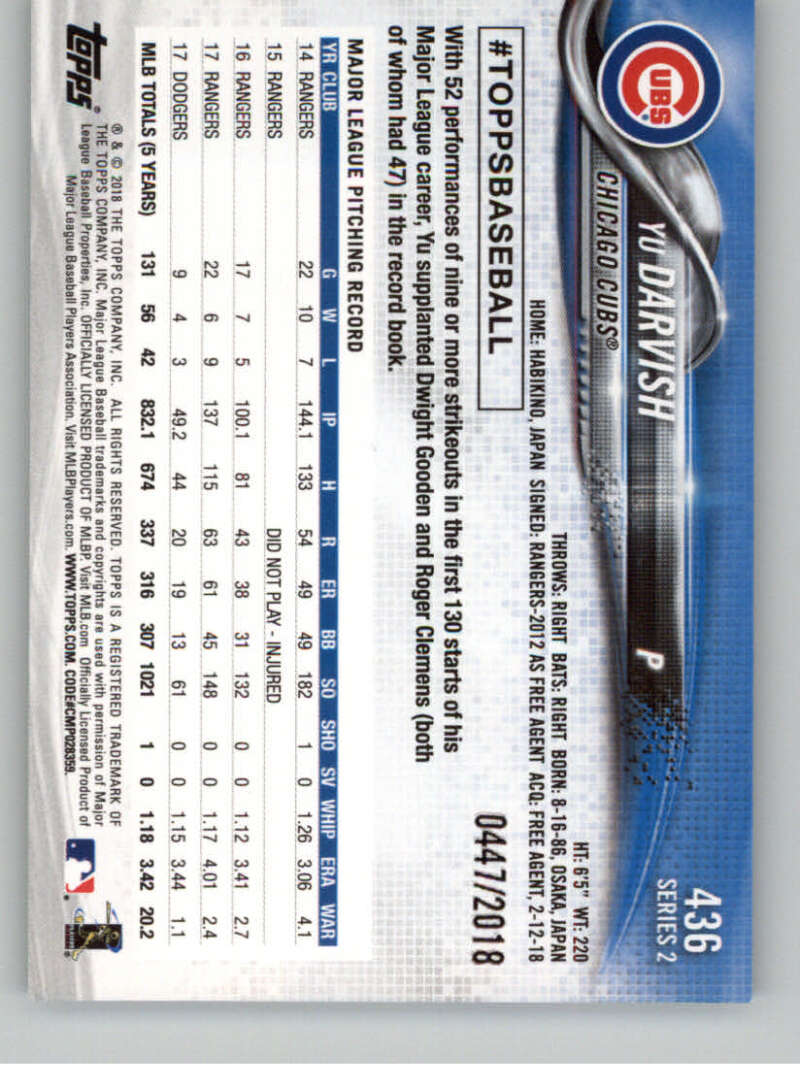 436
SERIES 2
CUBS®
YU DARVISH P
CHICAGO CUBS®
HT: 6'5" WT: 220
THROWS: RIGHT BATS: RIGHT BORN: 8-16-86, OSAKA, JAPAN
HOME: HABIKINO, JAPAN SIGNED: RANGERS-2012 AS FREE AGENT ACQ: FREE AGENT, 2-12-18
#TOPPSBASEBALL
0447/2018
With 52 performances of nine or more strikeouts in the first 130 starts of his
Major League career, Yu supplanted Dwight Gooden and Roger Clemens (both
of whom had 47) in the record book.
MAJOR LEAGUE PITCHING RECORD
YR CLUB G W L IP H R ER BB SO SHO SV WHIP ERA WAR
14 RANGERS 22 10 7 144.1 133 54 49 49 182 1 0 1.26 3.06 4.1
15 RANGERS DID NOT PLAY - INJURED
16 RANGERS 17 7 5 100.1 81 43 38 31 132 0 0 1.12 3.41 2.7
17 RANGERS 22 6 9 137 115 63 61 45 148 0 0 1.17 4.01 2.4
17 DODGERS 9 4 3 49.2 44 20 19 13 61 0 0 1.15 3.44 1.1
MLB TOTALS (5 YEARS) 131 56 42 832.1 674 337 316 307 1021 1 0 1.18 3.42 20.2
topps®
® & © 2018 THE TOPPS COMPANY, INC. ALL RIGHTS RESERVED. TOPPS IS A REGISTERED TRADEMARK OF
THE TOPPS COMPANY, INC. Major League Baseball trademarks and copyrights are used with permission of Major
League Baseball Properties, Inc. OFFICIALLY LICENSED PRODUCT OF MLBP. Visit MLB.com Officially Licensed Product of
Major League Baseball Players Association. Visit MLBPlayers.com. WWW.TOPPS.COM. CODE#CMP028359.